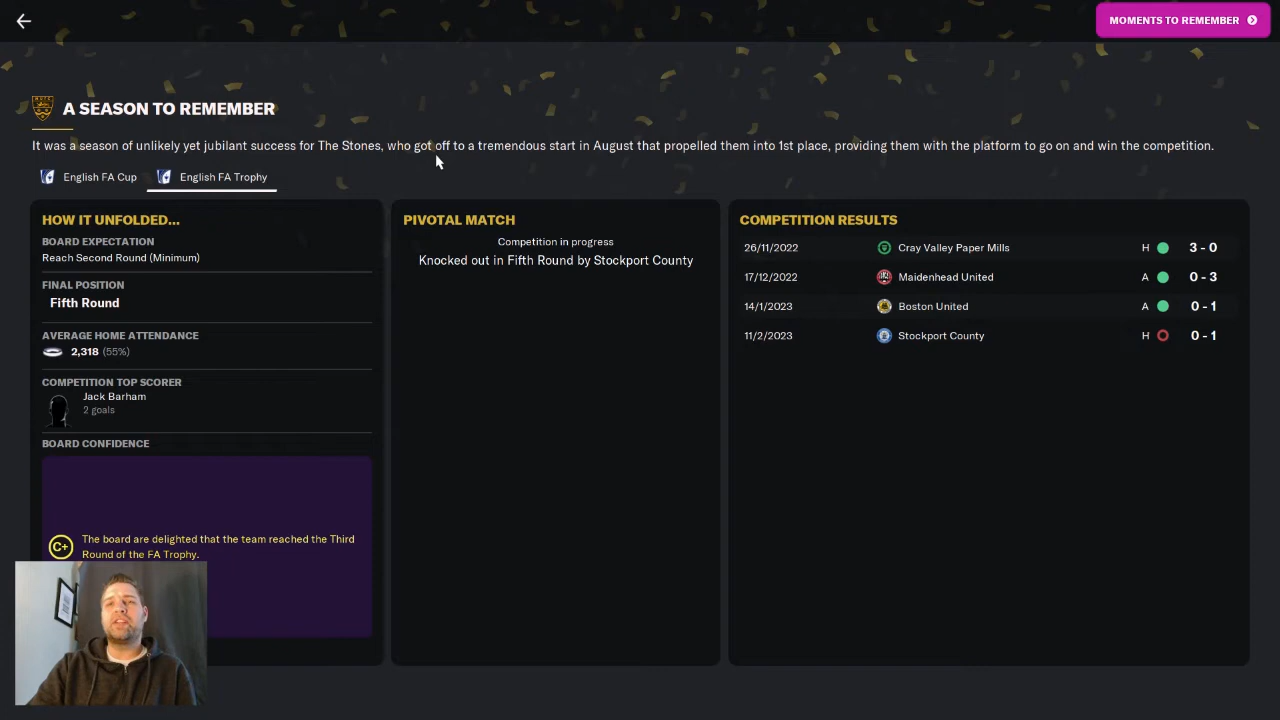 MOMENTS TO REMEMBER
A SEASON TO REMEMBER
It was a season of unlikely yet jubilant success for The Stones, who got off to a tremendous start in August that propelled them into 1st place, providing them with the platform to go on and win the competition.
English FA Cup
English FA Trophy
HOW IT UNFOLDED...
BOARD EXPECTATION
Reach Second Round (Minimum)
FINAL POSITION
Fifth Round
AVERAGE HOME ATTENDANCE
2,318 (55%)
COMPETITION TOP SCORER
Jack Barham
2 goals
BOARD CONFIDENCE
C+
The board are delighted that the team reached the Third
Round of the FA Trophy.
PIVOTAL MATCH
Competition in progress
Knocked out in Fifth Round by Stockport County
COMPETITION RESULTS
26/11/2022 Cray Valley Paper Mills H 3 - 0
17/12/2022 Maidenhead United A 0 - 3
14/1/2023 Boston United A 0 - 1
11/2/2023 Stockport County H 0 - 1